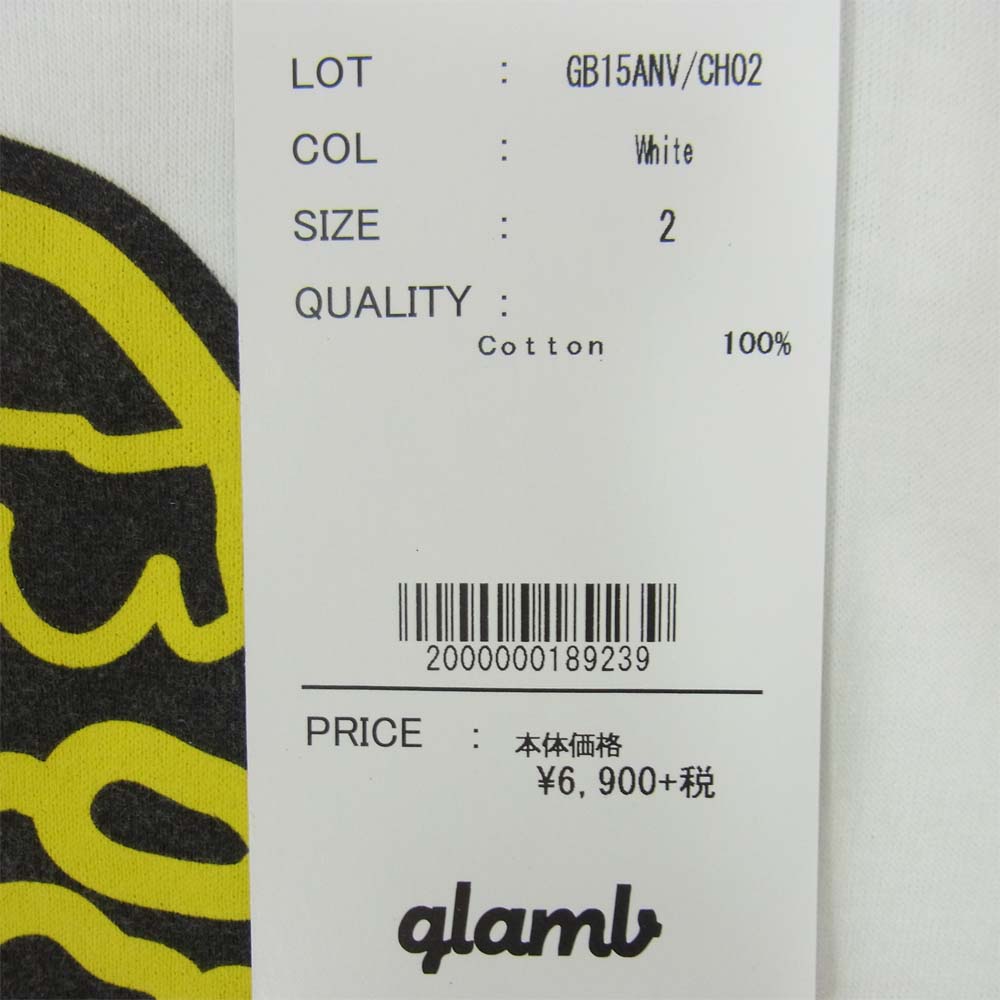 LOT : GB15ANV/CH02
COL : White
SIZE : 2
QUALITY :
Cotton 100%
2000000189239
PRICE : 本体価格
¥6,900+税
glamb